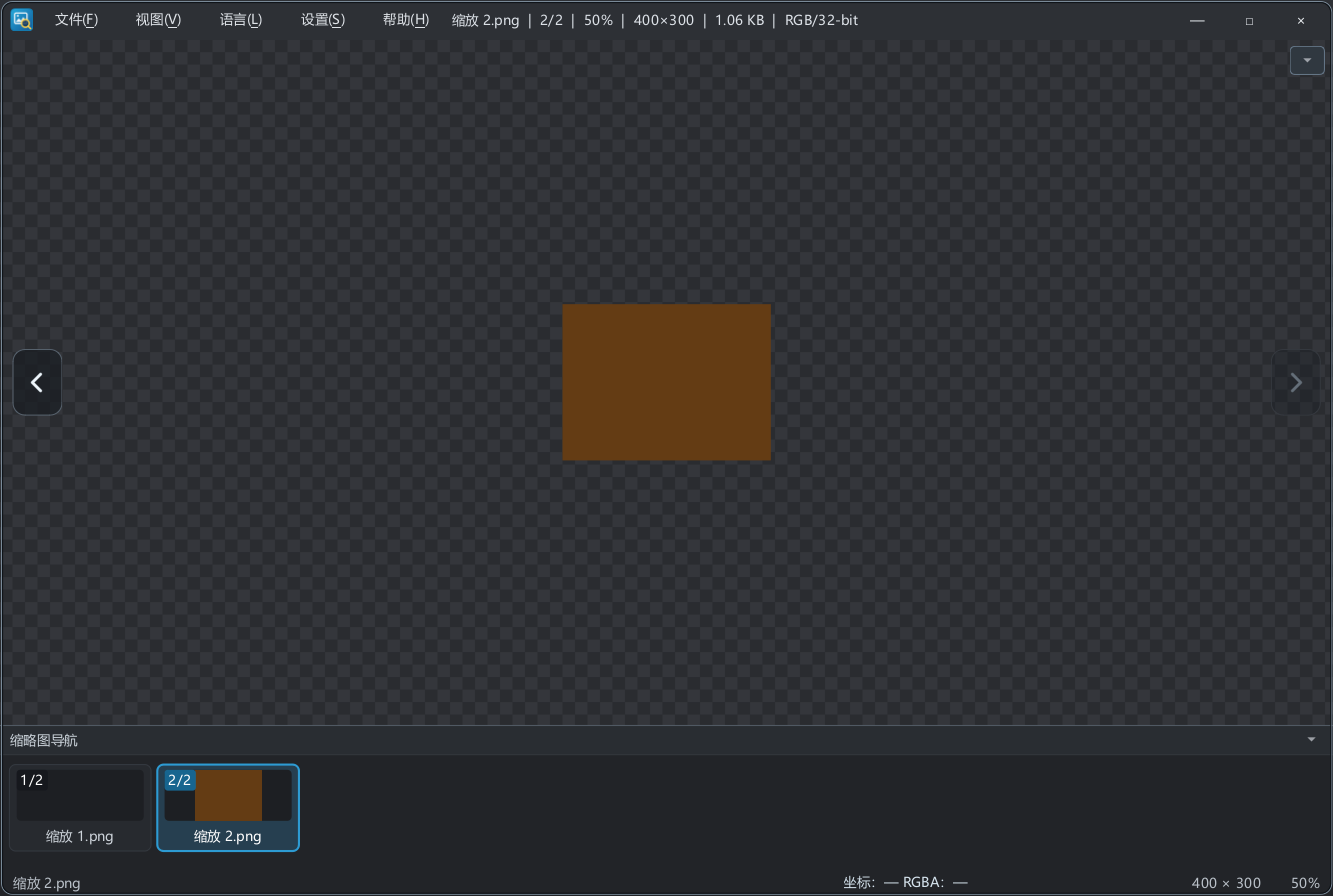 文件(F) 视图(V) 语言(L) 设置(S) 帮助(H) 缩放 2.png | 2/2 | 50% | 400×300 | 1.06 KB | RGB/32-bit
缩略图导航
1/2 2/2
缩放 1.png 缩放 2.png
缩放 2.png 坐标: — RGBA: — 400 × 300 50%